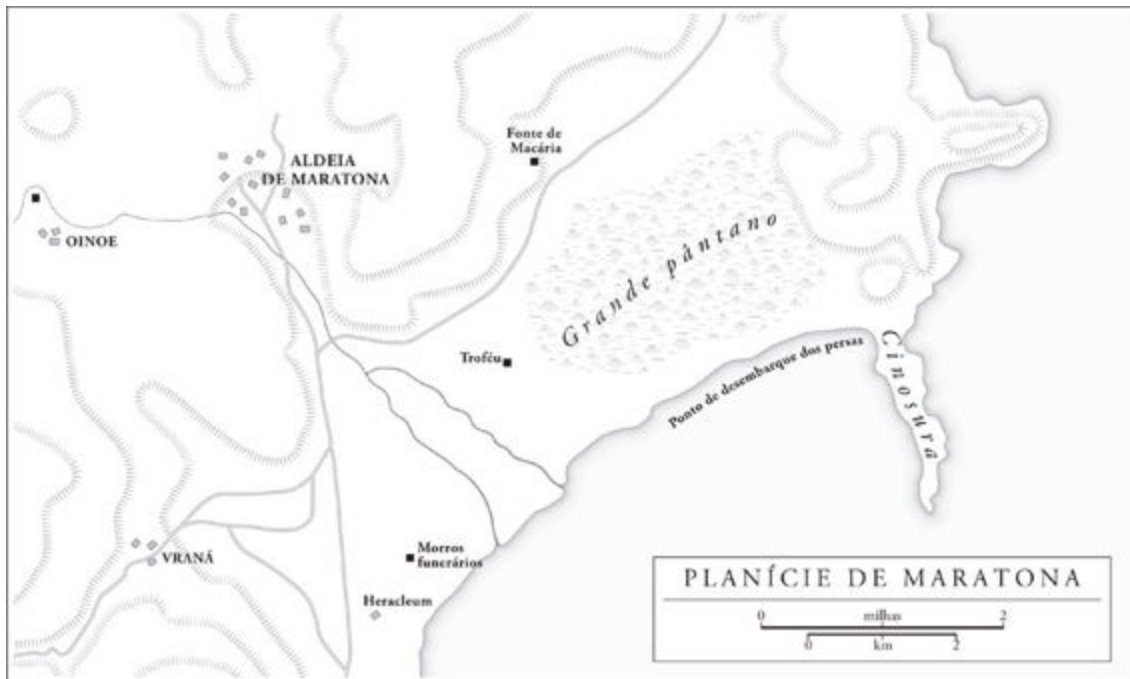 Fonte de
Macária
ALDEIA
DE MARATONA
OINOE
Grande pântano
Troféu
Ponto de desembarque dos persas
Cinosura
VRANÁ
Morros
funerários
Heracleum
PLANÍCIE DE MARATONA
0 milhas 2
0 km 2